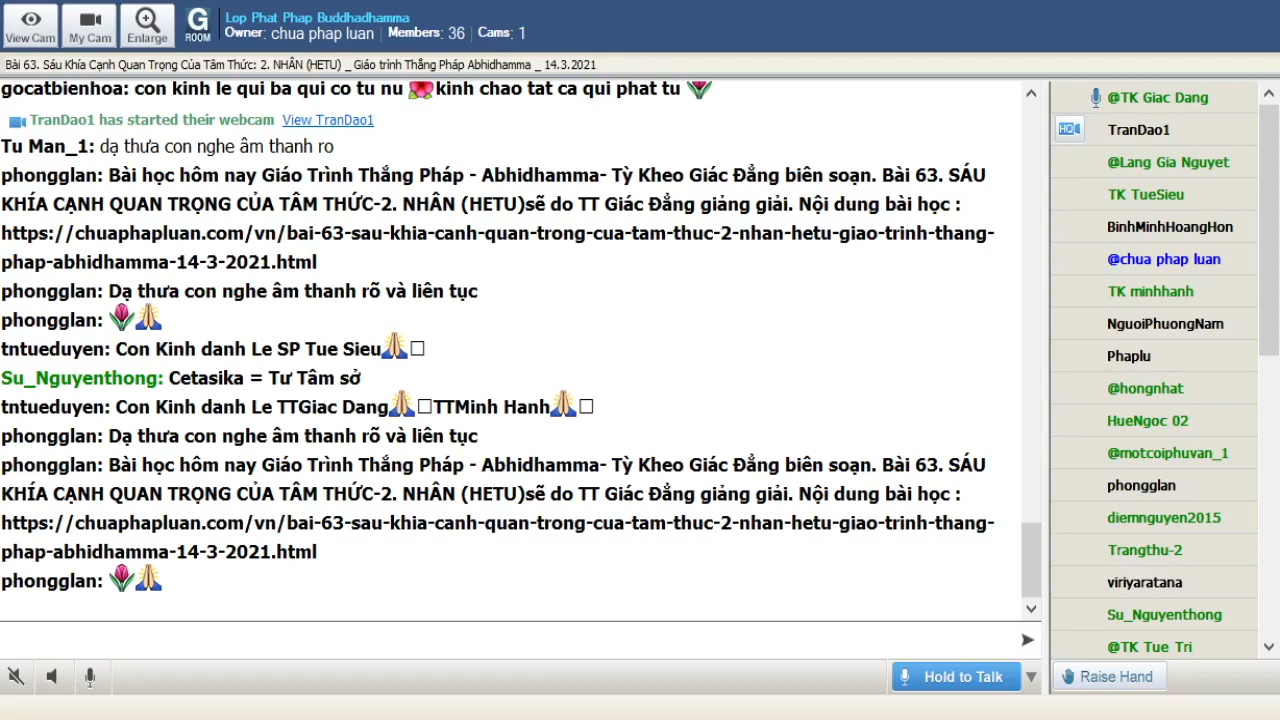 View Cam
My Cam
Enlarge
G
ROOM
Lop Phat Phap Buddhadhamma
Owner: chua phap luan | Members: 36 | Cams: 1
Bài 63. Sáu Khía Cạnh Quan Trọng Của Tâm Thức: 2. NHÂN (HETU) _ Giáo trình Thắng Pháp Abhidhamma _ 14.3.2021
gocatbienhoa: con kinh le qui ba qui co tu nu 🌺kinh chao tat ca qui phat tu 🌷
TranDao1 has started their webcam View TranDao1
Tu Man_1: dạ thưa con nghe âm thanh ro
phongglan: Bài học hôm nay Giáo Trình Thắng Pháp - Abhidhamma- Tỳ Kheo Giác Đẳng biên soạn. Bài 63. SÁU
KHÍA CẠNH QUAN TRỌNG CỦA TÂM THỨC-2. NHÂN (HETU)sẽ do TT Giác Đẳng giảng giải. Nội dung bài học :
https://chuaphapluan.com/vn/bai-63-sau-khia-canh-quan-trong-cua-tam-thuc-2-nhan-hetu-giao-trinh-thang-
phap-abhidhamma-14-3-2021.html
phongglan: Dạ thưa con nghe âm thanh rõ và liên tục
phongglan: 🌷🙏
tntueduyen: Con Kinh danh Le SP Tue Sieu🙏□
Su_Nguyenthong: Cetasika = Tư Tâm sở
tntueduyen: Con Kinh danh Le TTGiac Dang🙏□TTMinh Hanh🙏□
phongglan: Dạ thưa con nghe âm thanh rõ và liên tục
phongglan: Bài học hôm nay Giáo Trình Thắng Pháp - Abhidhamma- Tỳ Kheo Giác Đẳng biên soạn. Bài 63. SÁU
KHÍA CẠNH QUAN TRỌNG CỦA TÂM THỨC-2. NHÂN (HETU)sẽ do TT Giác Đẳng giảng giải. Nội dung bài học :
https://chuaphapluan.com/vn/bai-63-sau-khia-canh-quan-trong-cua-tam-thuc-2-nhan-hetu-giao-trinh-thang-
phap-abhidhamma-14-3-2021.html
phongglan: 🌷🙏
Hold to Talk
@TK Giac Dang
HQ
TranDao1
@Lang Gia Nguyet
TK TueSieu
BinhMinhHoangHon
@chua phap luan
TK minhhanh
NguoiPhuongNam
Phaplu
@hongnhat
HueNgoc 02
@motcoiphuvan_1
phongglan
diemnguyen2015
Trangthu-2
viriyaratana
Su_Nguyenthong
@TK Tue Tri
Raise Hand